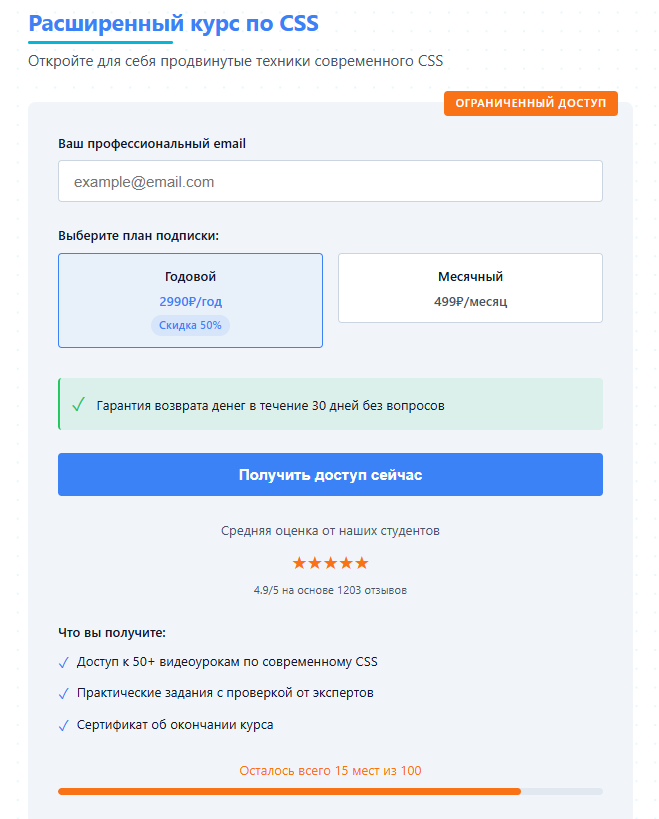 Расширенный курс по CSS
Откройте для себя продвинутые техники современного CSS
ОГРАНИЧЕННЫЙ ДОСТУП
Ваш профессиональный email
example@email.com
Выберите план подписки:
Годовой
2990₽/год
Скидка 50%
Месячный
499₽/месяц
✓ Гарантия возврата денег в течение 30 дней без вопросов
Получить доступ сейчас
Средняя оценка от наших студентов
★★★★★
4.9/5 на основе 1203 отзывов
Что вы получите:
✓ Доступ к 50+ видеоурокам по современному CSS
✓ Практические задания с проверкой от экспертов
✓ Сертификат об окончании курса
Осталось всего 15 мест из 100